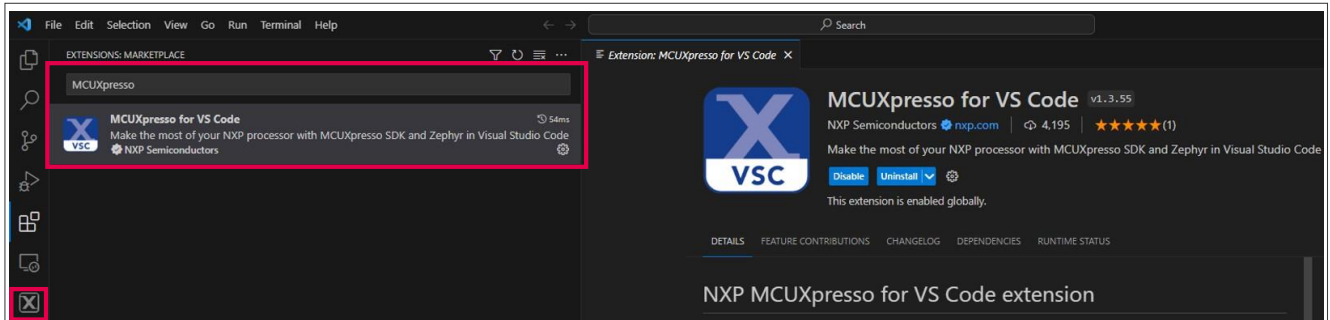 File Edit Selection View Go Run Terminal Help
Search
EXTENSIONS: MARKETPLACE
MCUXpresso
VSC
MCUXpresso for VS Code
54ms
Make the most of your NXP processor with MCUXpresso SDK and Zephyr in Visual Studio Code
NXP Semiconductors
Extension: MCUXpresso for VS Code
VSC
MCUXpresso for VS Code v1.3.55
NXP Semiconductors nxp.com | 4,195 | ★★★★★(1)
Make the most of your NXP processor with MCUXpresso SDK and Zephyr in Visual Studio Code
Disable Uninstall
This extension is enabled globally.
DETAILS FEATURE CONTRIBUTIONS CHANGELOG DEPENDENCIES RUNTIME STATUS
NXP MCUXpresso for VS Code extension